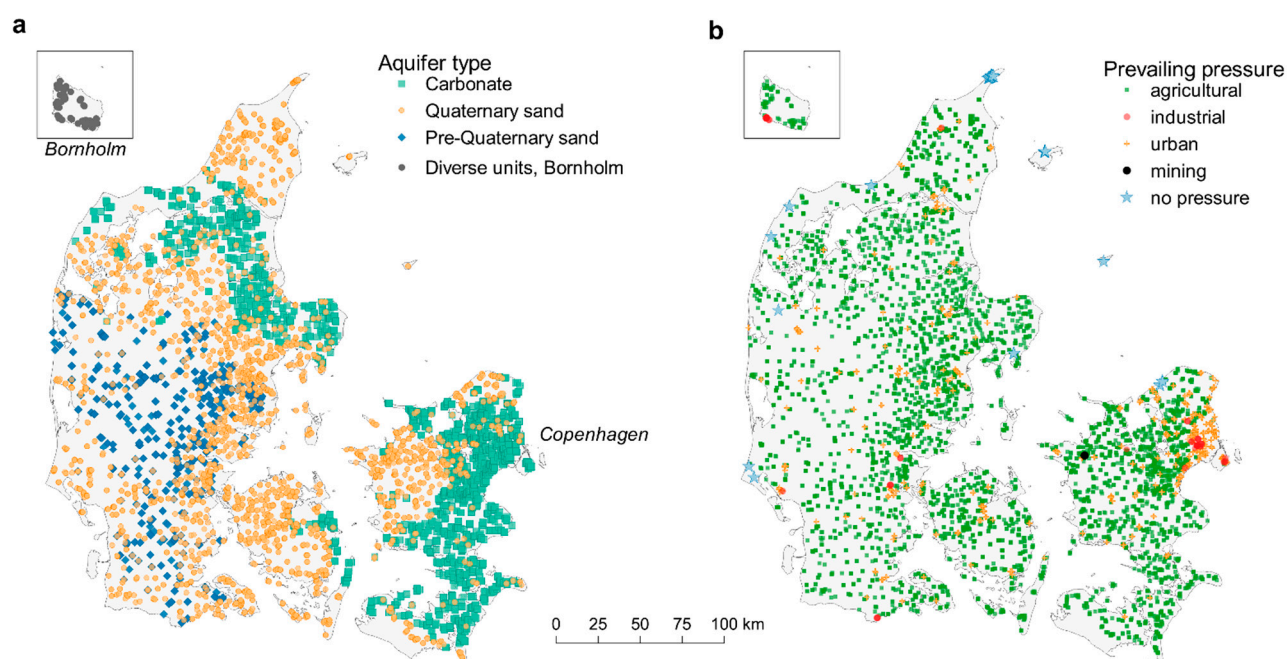 a
Aquifer type
Carbonate
Quaternary sand
Pre-Quaternary sand
Diverse units, Bornholm
Bornholm
Copenhagen
0 25 50 75 100 km
b
Prevailing pressure
agricultural
industrial
urban
mining
no pressure